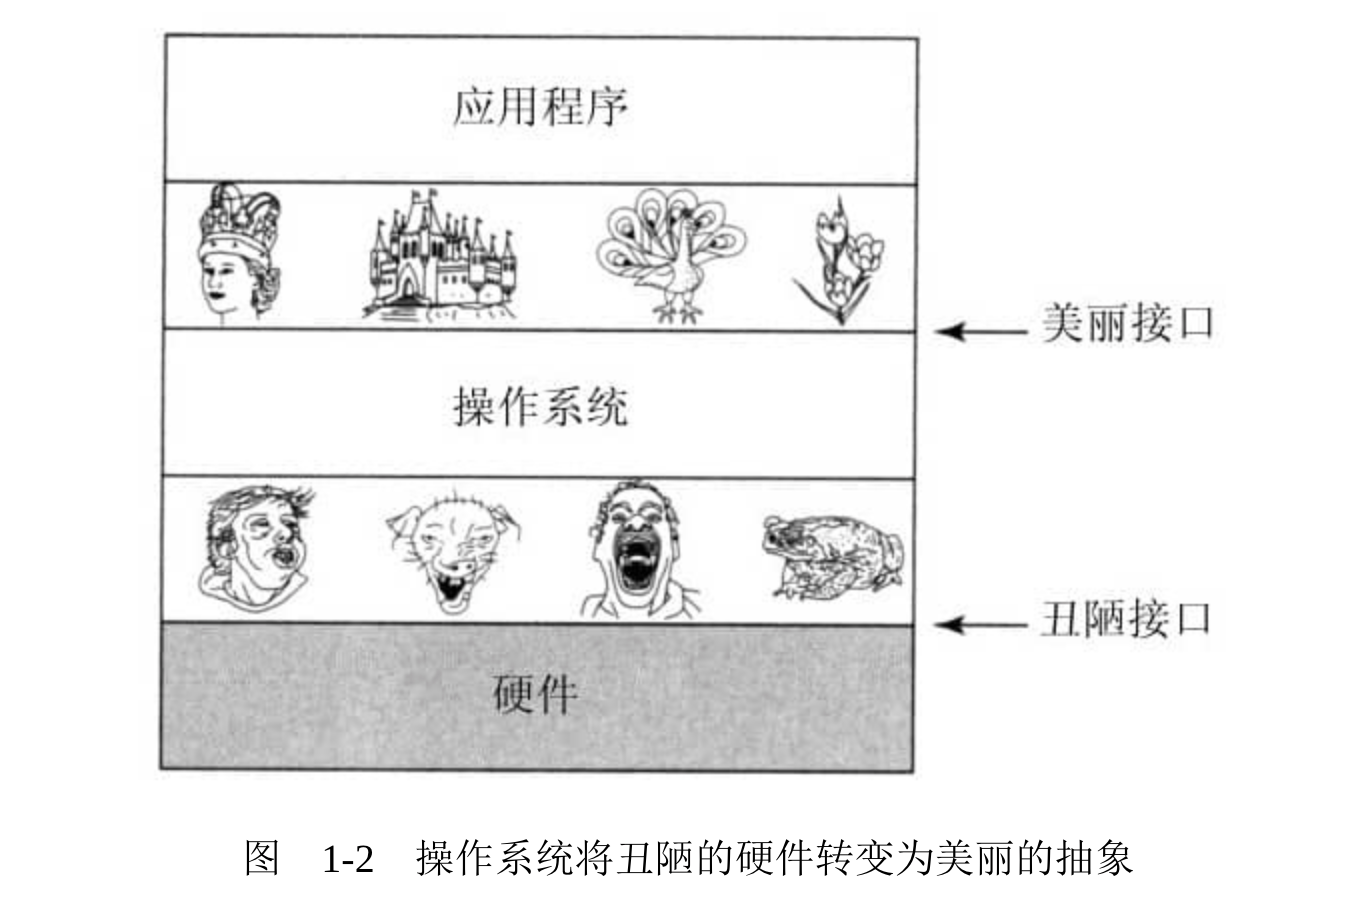 应用程序
美丽接口
操作系统
丑陋接口
硬件
图 1-2 操作系统将丑陋的硬件转变为美丽的抽象